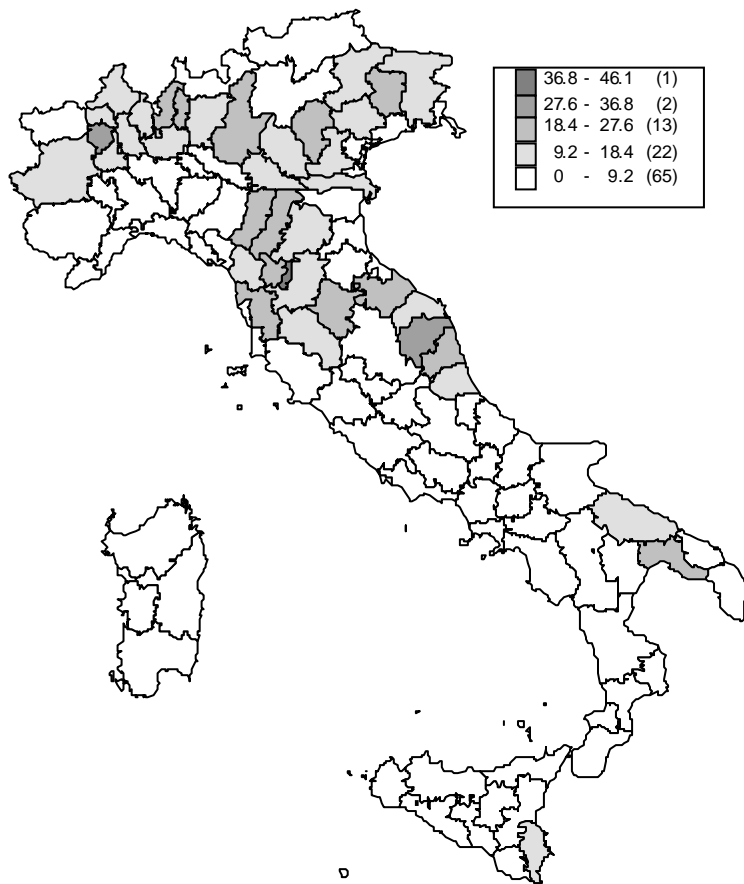 36.8 - 46.1 (1)
27.6 - 36.8 (2)
18.4 - 27.6 (13)
9.2 - 18.4 (22)
0 - 9.2 (65)